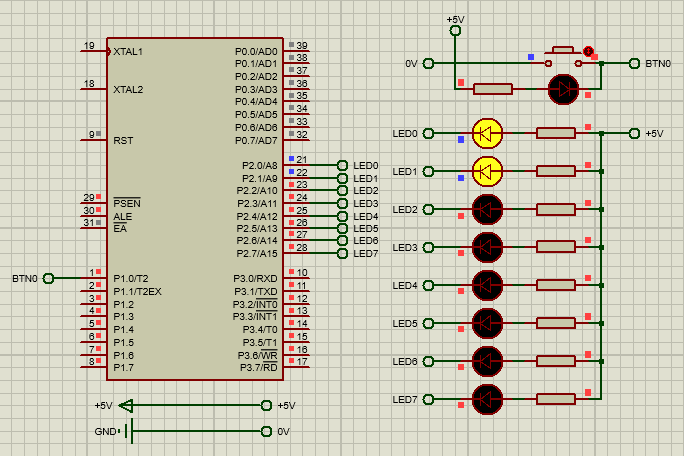 19 XTAL1 P0.0/AD0 39
P0.1/AD1 38
P0.2/AD2 37
18 XTAL2 P0.3/AD3 36
P0.4/AD4 35
P0.5/AD5 34
P0.6/AD6 33
9 RST P0.7/AD7 32
P2.0/A8 21 LED0
P2.1/A9 22 LED1
P2.2/A10 23 LED2
29 PSEN P2.3/A11 24 LED3
30 ALE P2.4/A12 25 LED4
31 EA P2.5/A13 26 LED5
P2.6/A14 27 LED6
P2.7/A15 28 LED7
BTN0 1 P1.0/T2 P3.0/RXD 10
2 P1.1/T2EX P3.1/TXD 11
3 P1.2 P3.2/INT0 12
4 P1.3 P3.3/INT1 13
5 P1.4 P3.4/T0 14
6 P1.5 P3.5/T1 15
7 P1.6 P3.6/WR 16
8 P1.7 P3.7/RD 17
+5V +5V
GND 0V
+5V
0V BTN0
LED0 +5V
LED1
LED2
LED3
LED4
LED5
LED6
LED7